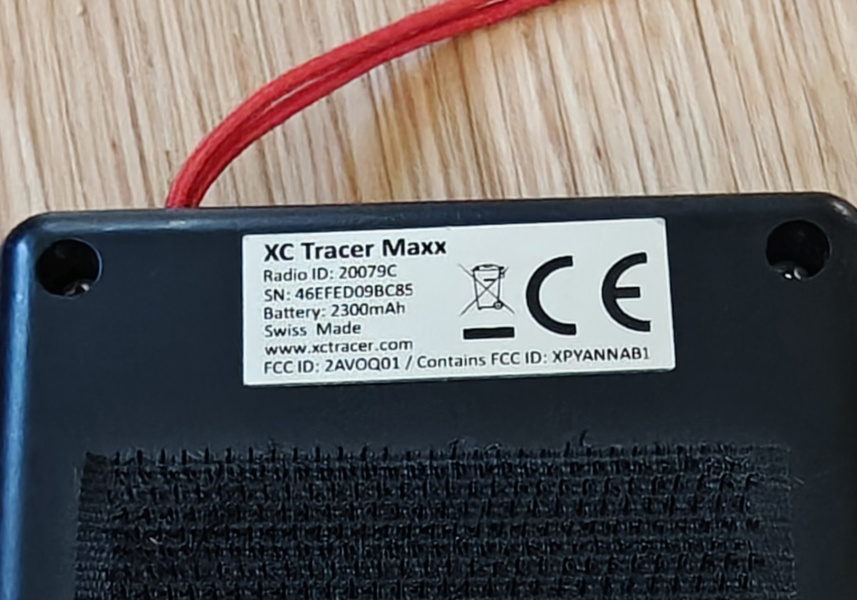 XC Tracer Maxx
Radio ID: 20079C
SN: 46EFED09BC85
Battery: 2300mAh
Swiss Made
www.xctracer.com
FCC ID: 2AVOQ01 / Contains FCC ID: XPYANNAB1
CE